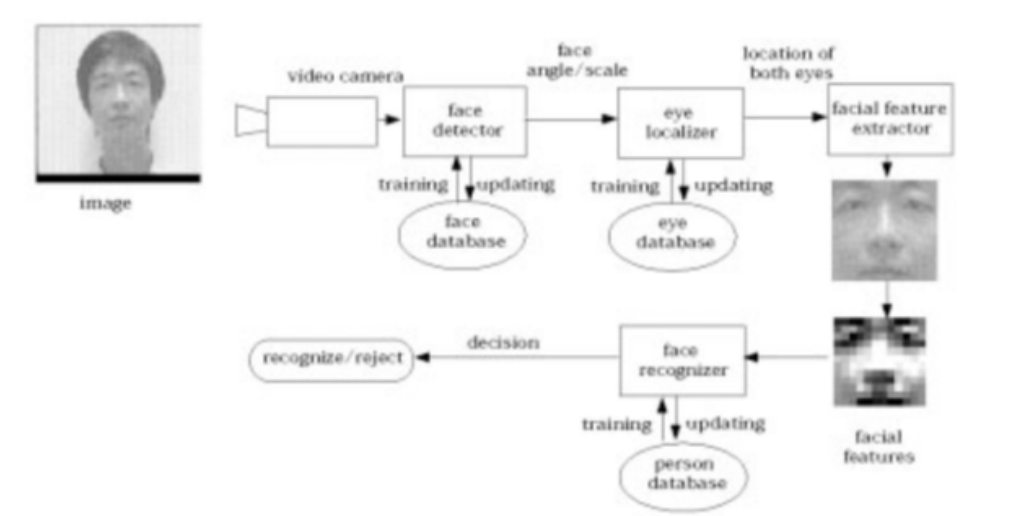 image
video camera
face
detector
face
angle/scale
eye
localizer
location of
both eyes
facial feature
extractor
training
updating
face
database
training
updating
eye
database
facial
features
face
recognizer
training
updating
person
database
decision
recognize/reject